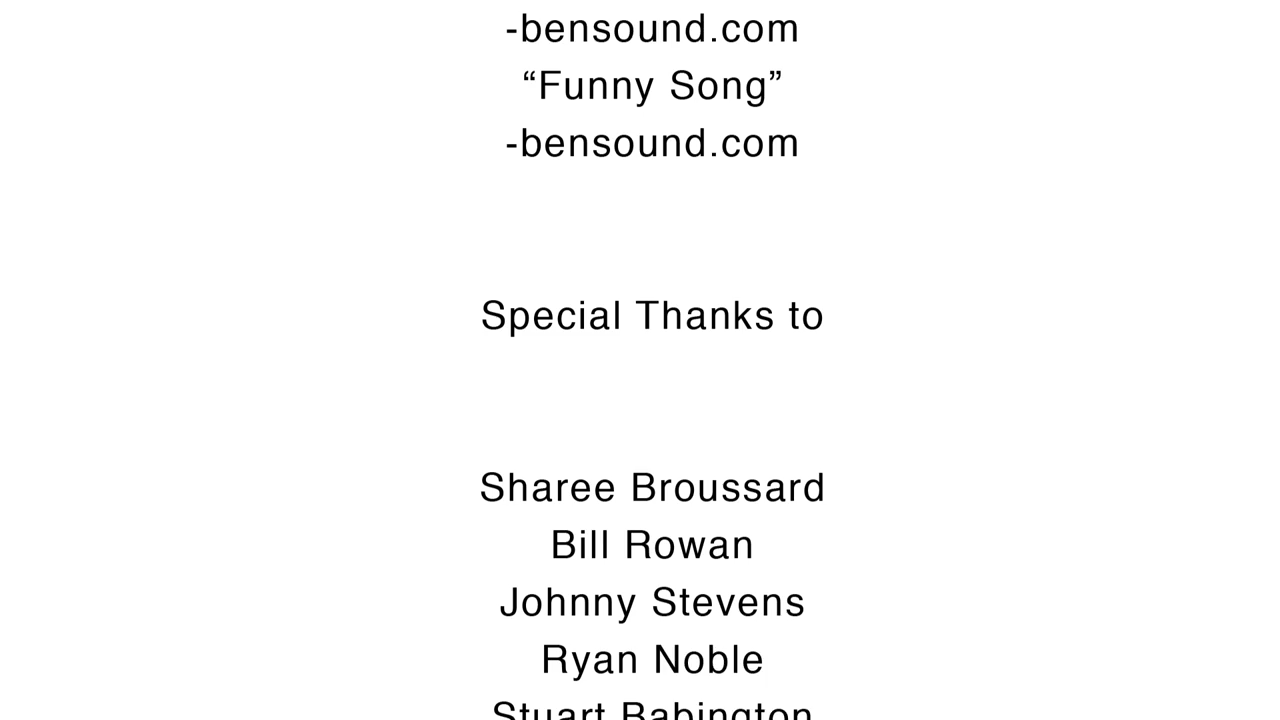 -bensound.com
“Funny Song”
-bensound.com
Special Thanks to
Sharee Broussard
Bill Rowan
Johnny Stevens
Ryan Noble
Stuart Babington